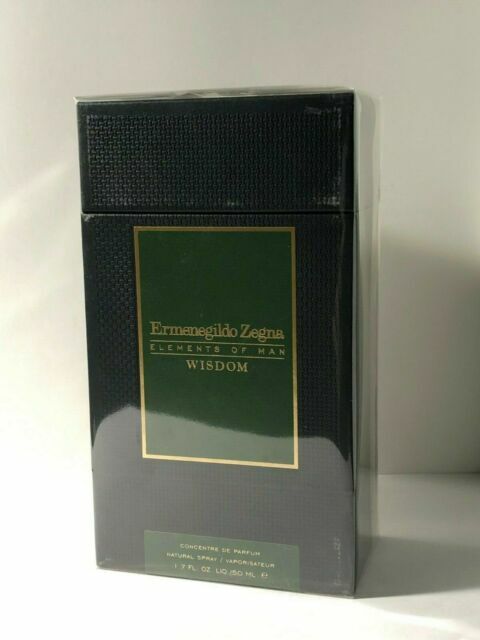 Ermenegildo Zegna
ELEMENTS OF MAN
WISDOM
CONCENTRE DE PARFUM
NATURAL SPRAY / VAPORISATEUR
1.7 FL. OZ. LIQ./50 ML ℮